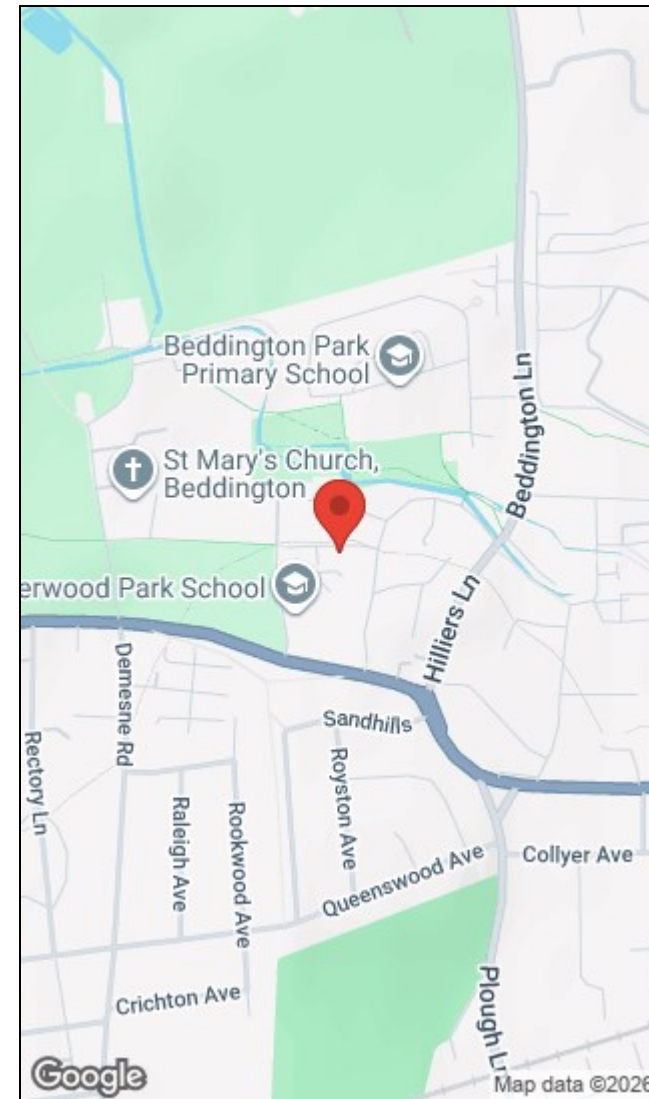 Beddington Park
Primary School
St Mary's Church,
Beddington
Beddington Ln
erwood Park School
Hilliers Ln
Demesne Rd
Sandhills
Rectory Ln
Royston Ave
Raleigh Ave
Rookwood Ave
Collyer Ave
Queenswood Ave
Crichton Ave
Plough Ln
Google
Map data ©2026